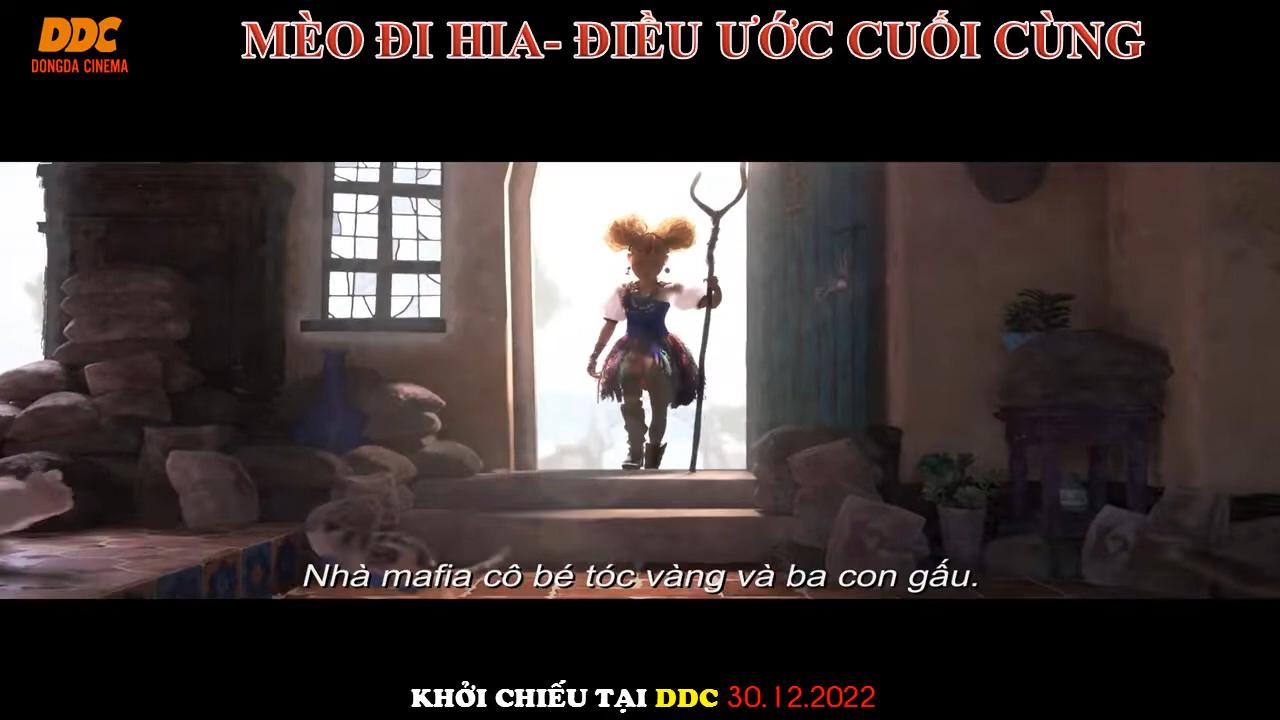 DDC
DONGDA CINEMA
MÈO ĐI HIA- ĐIỀU ƯỚC CUỐI CÙNG
Nhà mafia cô bé tóc vàng và ba con gấu.
KHỞI CHIẾU TẠI DDC 30.12.2022